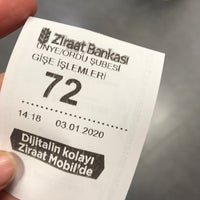 Ziraat Bankası
ÜNYE/ORDU ŞUBESİ
GİŞE İŞLEMLERİ
72
14:18 03.01.2020
Dijitalin kolayı
Ziraat Mobil'de